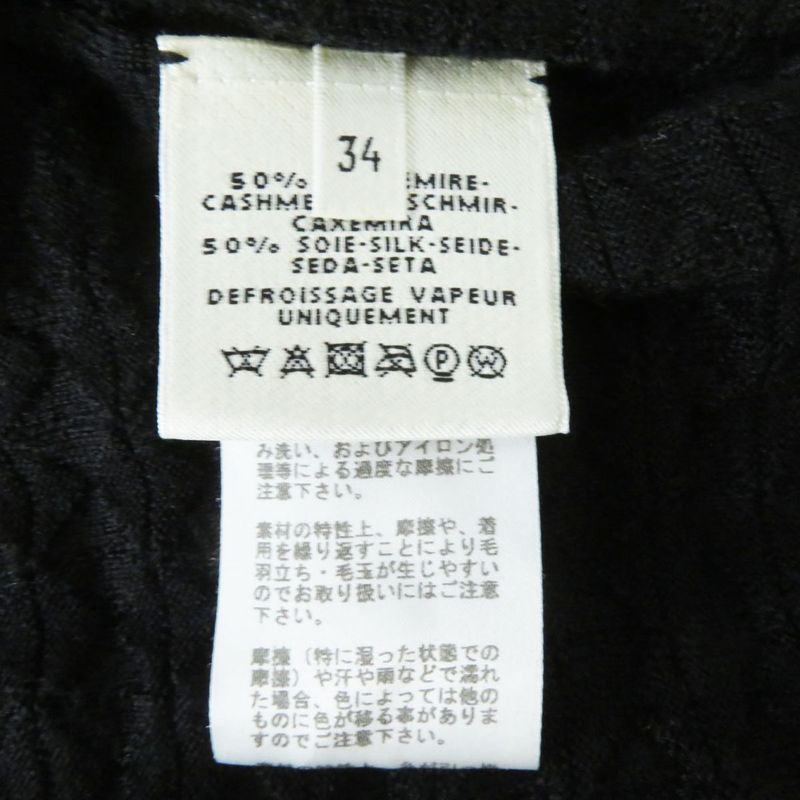 34
50% EMIRE-
CASHME SCHMIR-
CAXEMIRA
50% SOIE-SILK-SEIDE-
SEDA-SETA
DEFROISSAGE VAPEUR
UNIQUEMENT
P W
み洗い、およびアイロン処
理等による過度な摩擦にご
注意下さい。
素材の特性上、摩擦や、着
用を繰り返すことにより毛
羽立ち・毛玉が生じやすい
のでお取り扱いにはご注意
下さい。
摩擦（特に湿った状態での
摩擦）や汗や雨などで濡れ
た場合、色によっては他の
ものに色が移る事がありま
すのでご注意下さい。